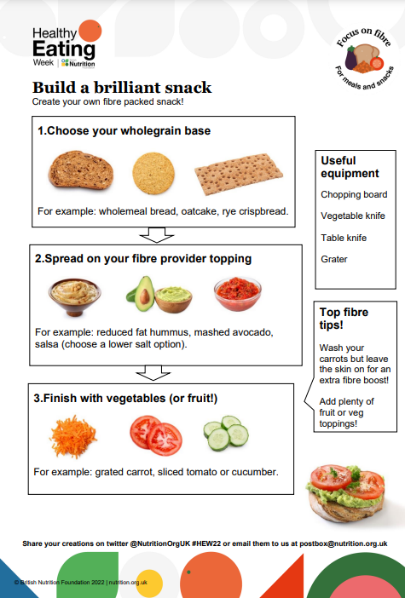 Healthy
Eating
Week
Nutrition
Focus on fibre
For meals and snacks
Build a brilliant snack
Create your own fibre packed snack!
1.Choose your wholegrain base
For example: wholemeal bread, oatcake, rye crispbread.
Useful
equipment
Chopping board
Vegetable knife
Table knife
Grater
2.Spread on your fibre provider topping
For example: reduced fat hummus, mashed avocado,
salsa (choose a lower salt option).
Top fibre
tips!
Wash your
carrots but leave
the skin on for an
extra fibre boost!
Add plenty of
fruit or veg
toppings!
3.Finish with vegetables (or fruit!)
For example: grated carrot, sliced tomato or cucumber.
Share your creations on twitter @NutritionOrgUK #HEW22 or email them to us at postbox@nutrition.org.uk
© British Nutrition Foundation 2022 | nutrition.org.uk